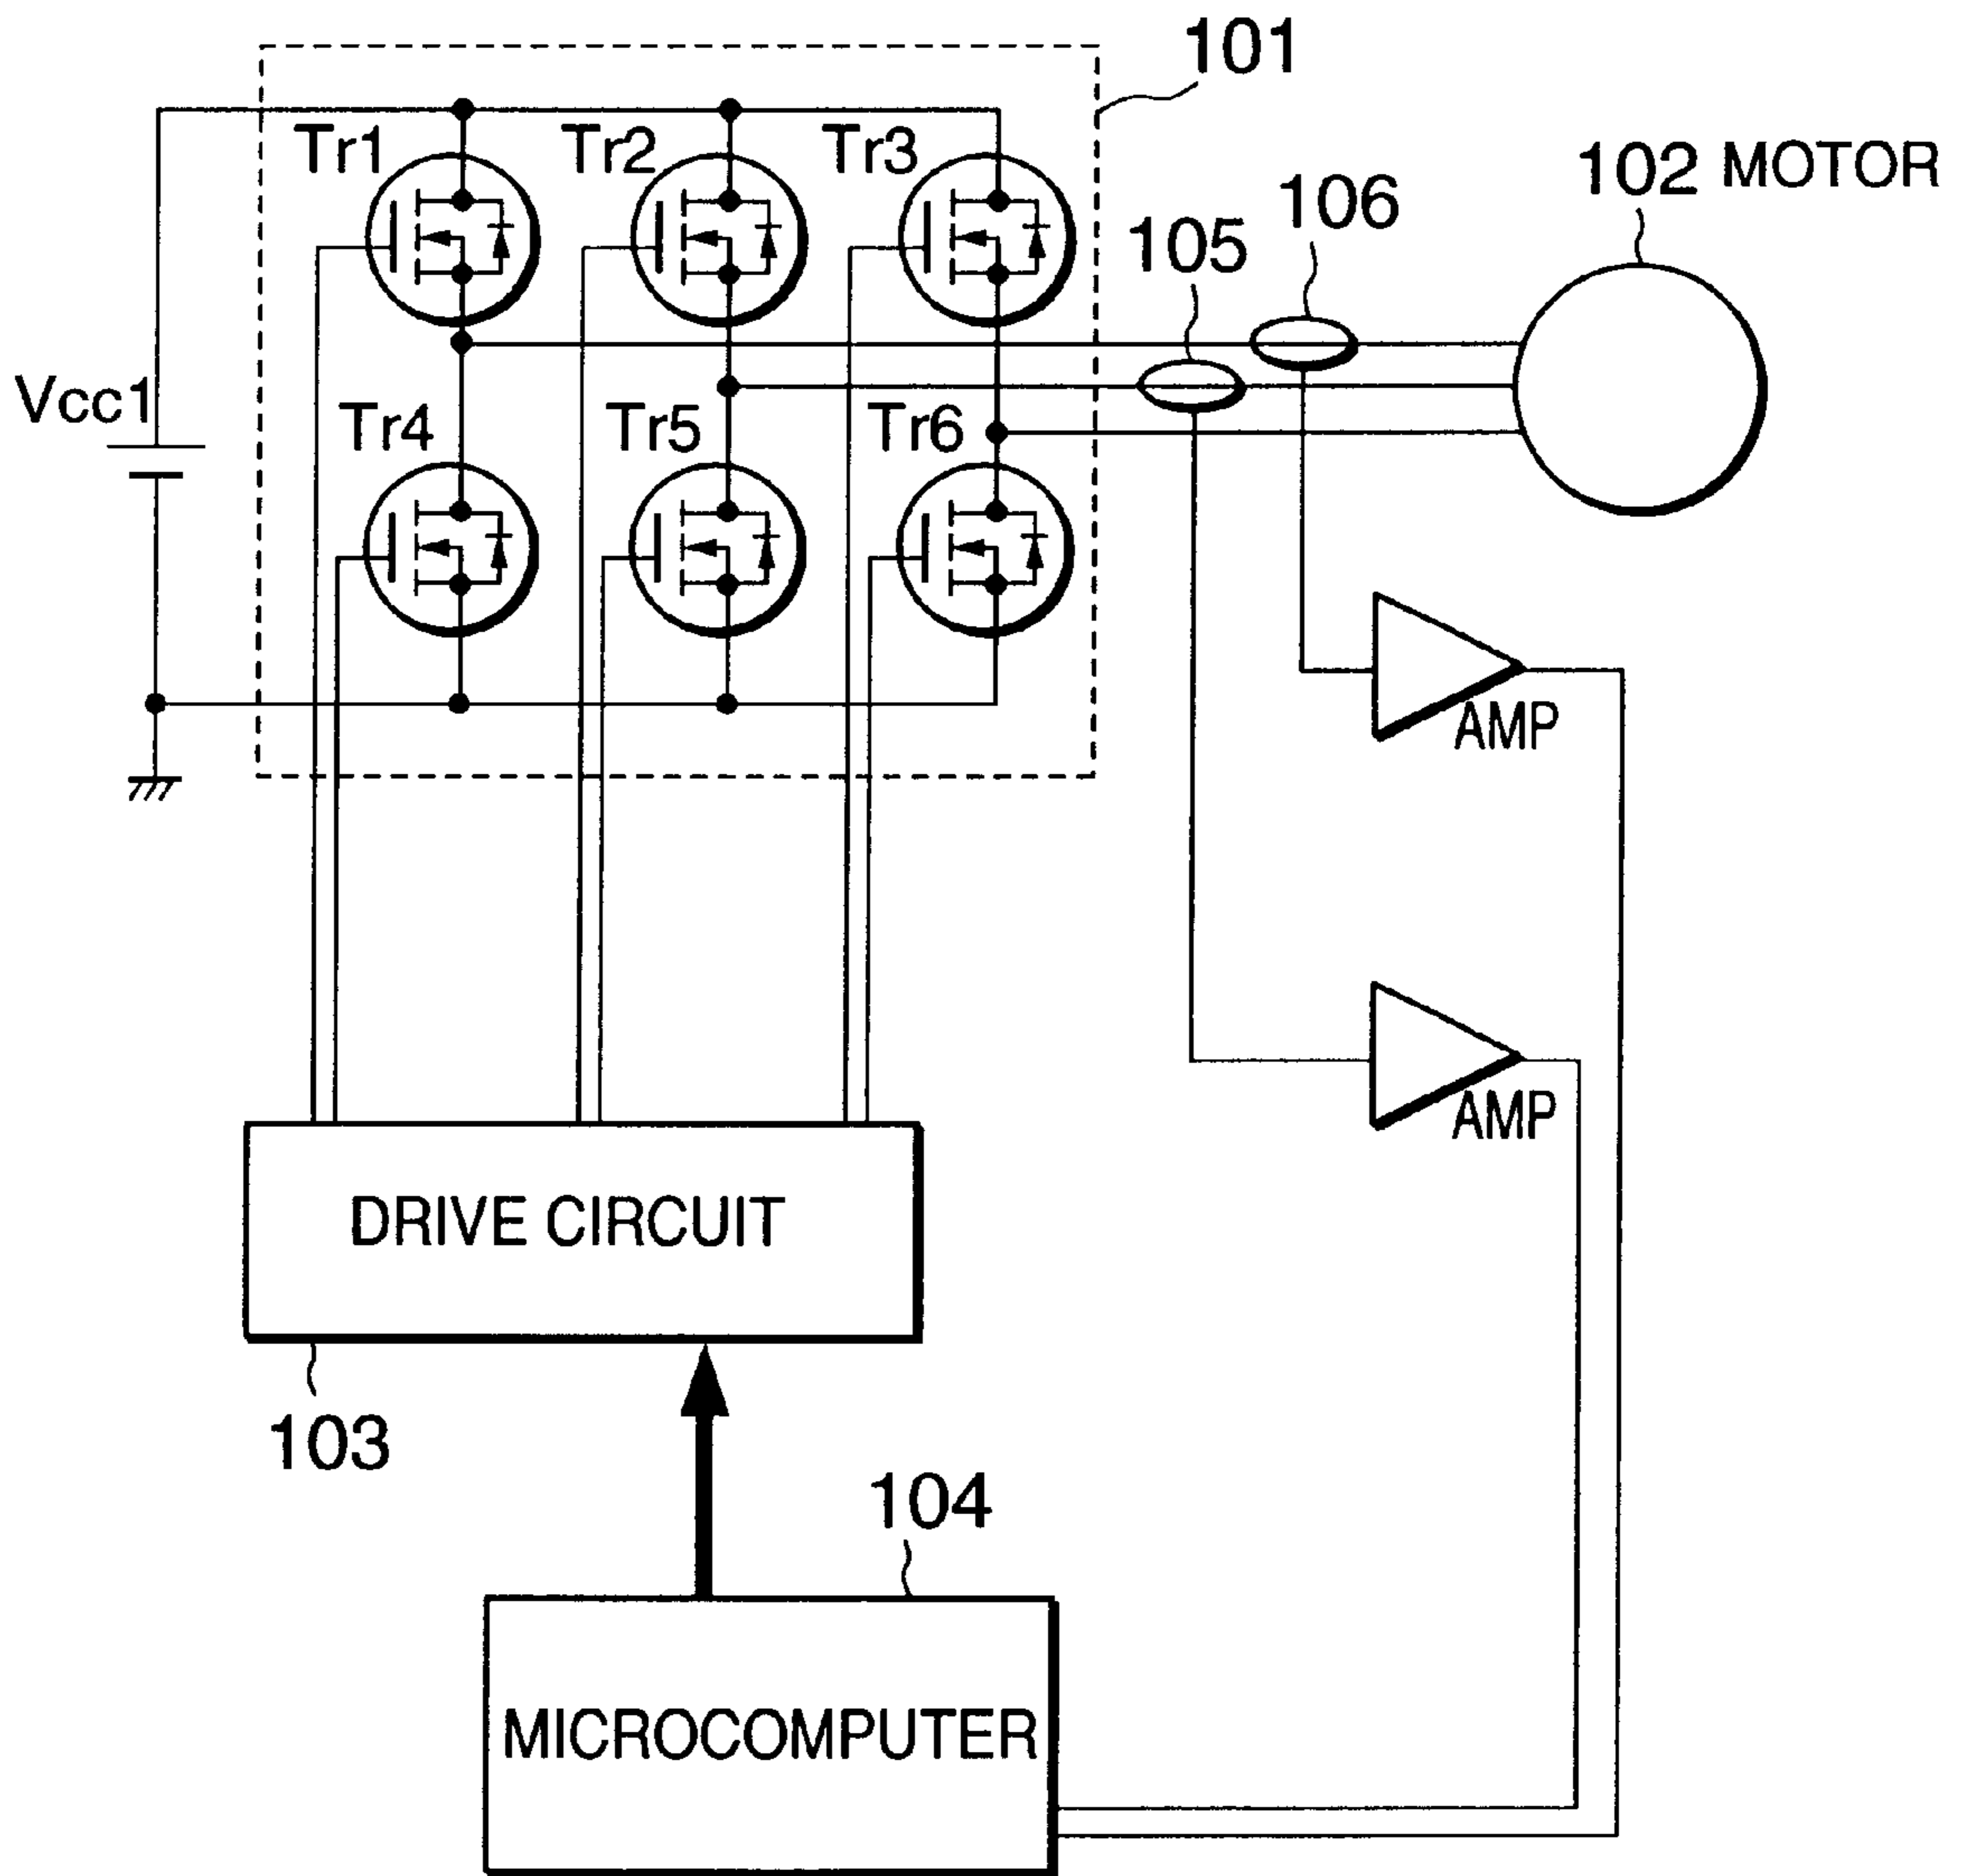 101
Tr1
Tr2
Tr3
102 MOTOR
106
105
Vcc1
Tr4
Tr5
Tr6
AMP
AMP
DRIVE CIRCUIT
103
104
MICROCOMPUTER